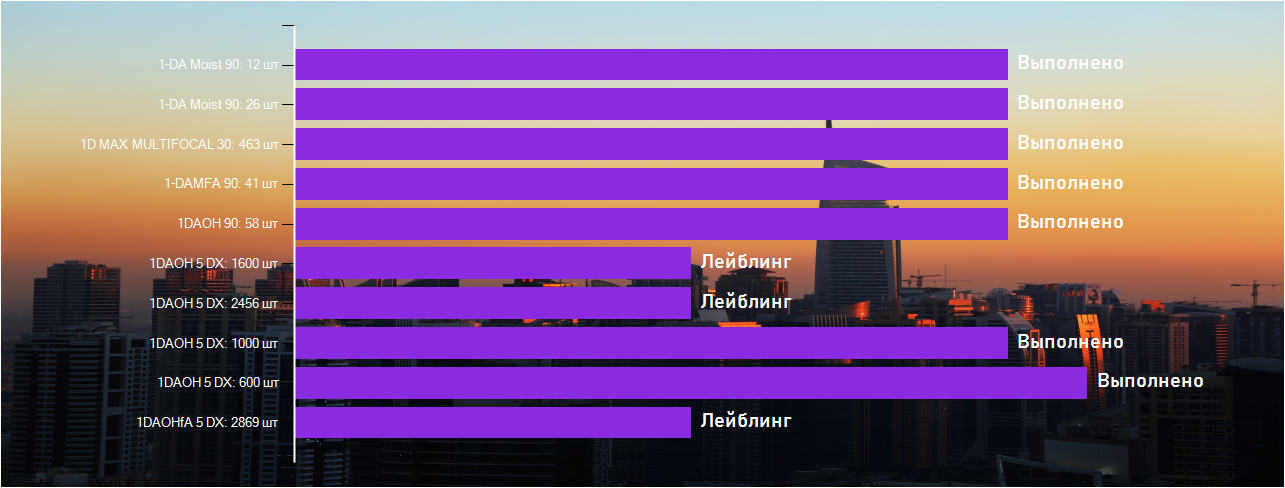 1-DA Moist 90: 12 шт Выполнено
1-DA Moist 90: 26 шт Выполнено
1D MAX MULTIFOCAL 30: 463 шт Выполнено
1-DAMFA 90: 41 шт Выполнено
1DAOH 90: 58 шт Выполнено
1DAOH 5 DX: 1600 шт Лейблинг
1DAOH 5 DX: 2456 шт Лейблинг
1DAOH 5 DX: 1000 шт Выполнено
1DAOH 5 DX: 600 шт Выполнено
1DAOHfA 5 DX: 2869 шт Лейблинг